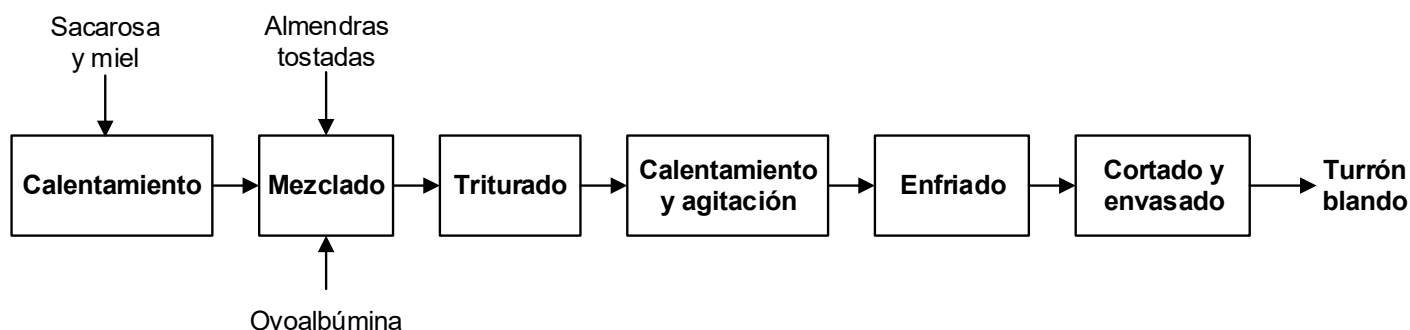 Sacarosa
y miel
Almendras
tostadas
Calentamiento
Mezclado
Triturado
Calentamiento
y agitación
Enfriado
Cortado y
envasado
Turrón
blando
Ovoalbúmina